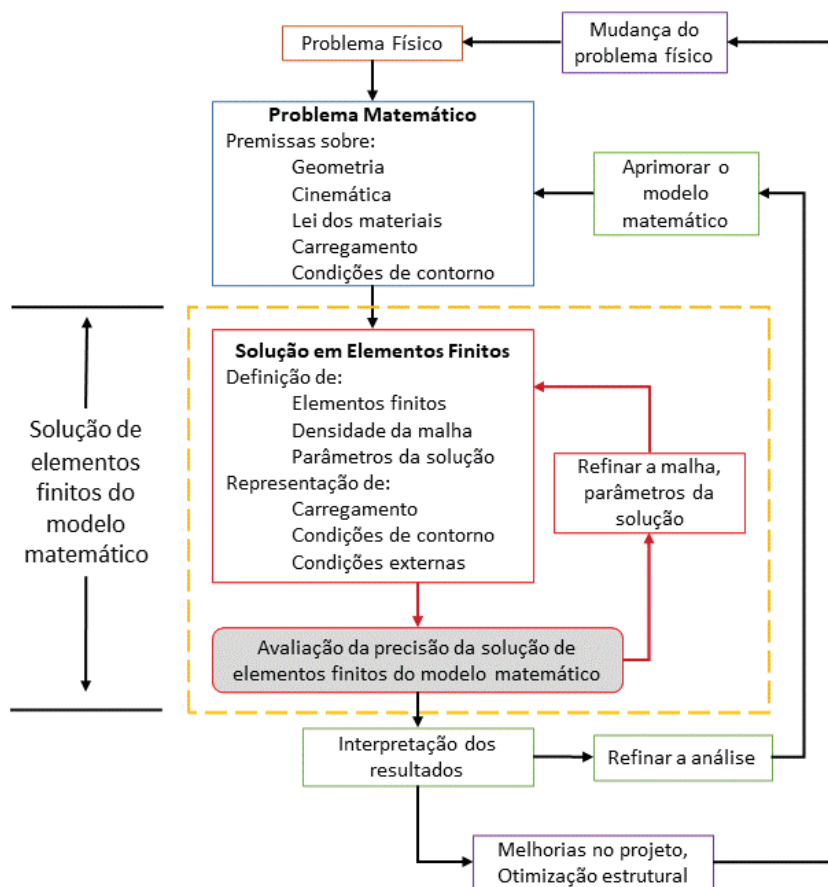 Problema Físico
Mudança do
problema físico
Problema Matemático
Premissas sobre:
Geometria
Cinemática
Lei dos materiais
Carregamento
Condições de contorno
Aprimorar o
modelo
matemático
Solução de
elementos
finitos do
modelo
matemático
Solução em Elementos Finitos
Definição de:
Elementos finitos
Densidade da malha
Parâmetros da solução
Representação de:
Carregamento
Condições de contorno
Condições externas
Refinar a malha,
parâmetros da
solução
Avaliação da precisão da solução de
elementos finitos do modelo matemático
Interpretação dos
resultados
Refinar a análise
Melhorias no projeto,
Otimização estrutural